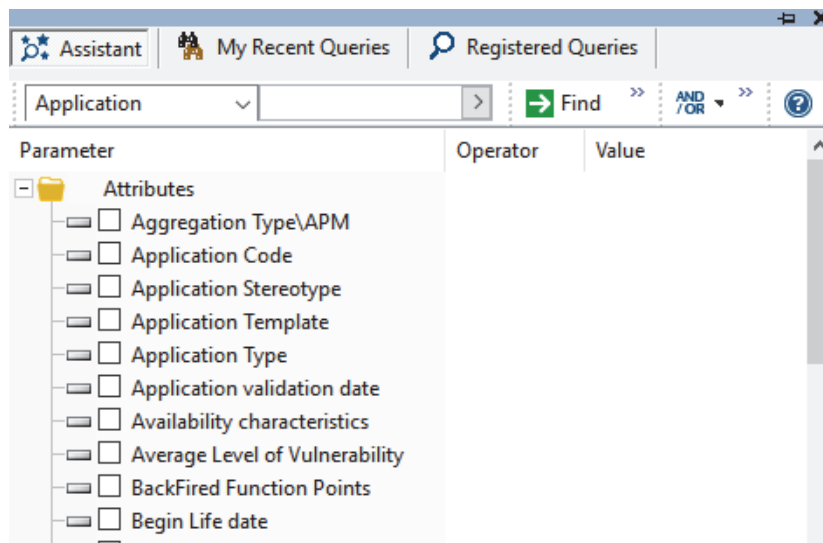 Assistant My Recent Queries Registered Queries
Application > Find >> AND /OR >> ?
Parameter Operator Value
Attributes
Aggregation Type\APM
Application Code
Application Stereotype
Application Template
Application Type
Application validation date
Availability characteristics
Average Level of Vulnerability
BackFired Function Points
Begin Life date